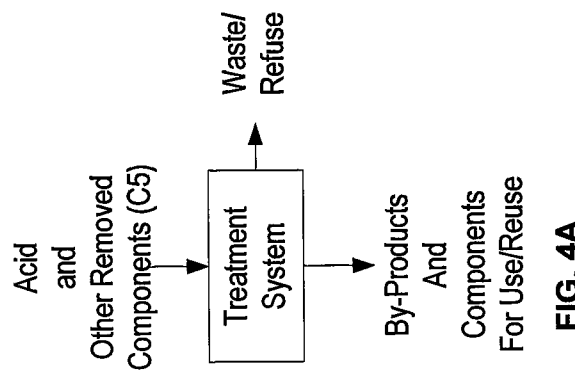 Acid
and
Other Removed
Components (C5)
Treatment
System
Waste/
Refuse
By-Products
And
Components
For Use/Reuse
FIG. 4A